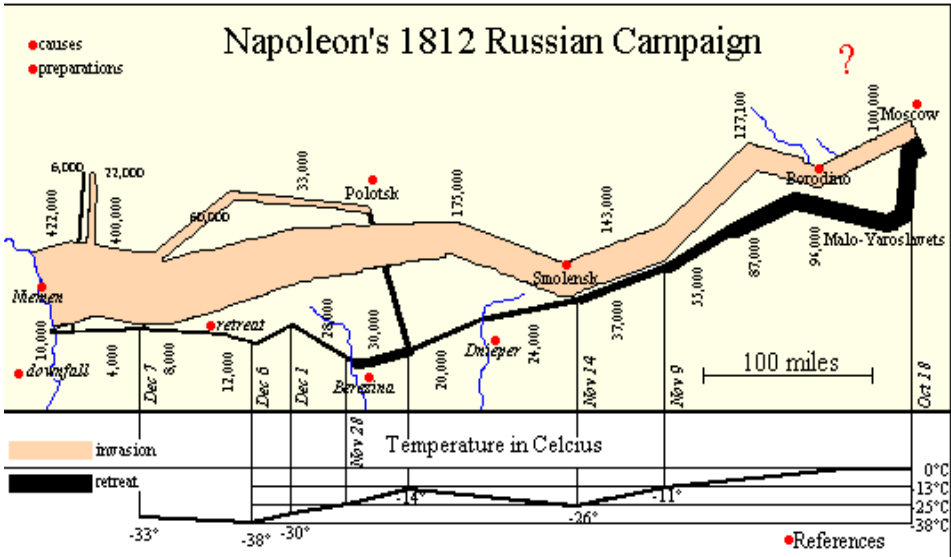 Napoleon's 1812 Russian Campaign
causes
preparations
?
Moscow
6,000
22,000
422,000
400,000
60,000
33,000
Polotsk
175,000
143,000
127,100
100,000
Borodino
Malo-Yaroslavets
Smolensk
Niemen
retreat
downfall
10,000
4,000
Dec 7
8,000
12,000
Dec 6
Dec 1
28,000
Nov 28
30,000
Berezina
20,000
Dnieper
24,000
Nov 14
37,000
Nov 9
55,000
87,000
96,000
Oct 18
100 miles
invasion
retreat
Temperature in Celcius
0°C
-13°C
-25°C
-38°C
-33°
-38°
-30°
-14°
-26°
-11°
References